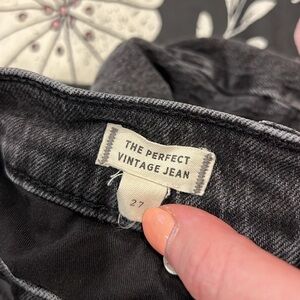 THE PERFECT
VINTAGE JEAN
27